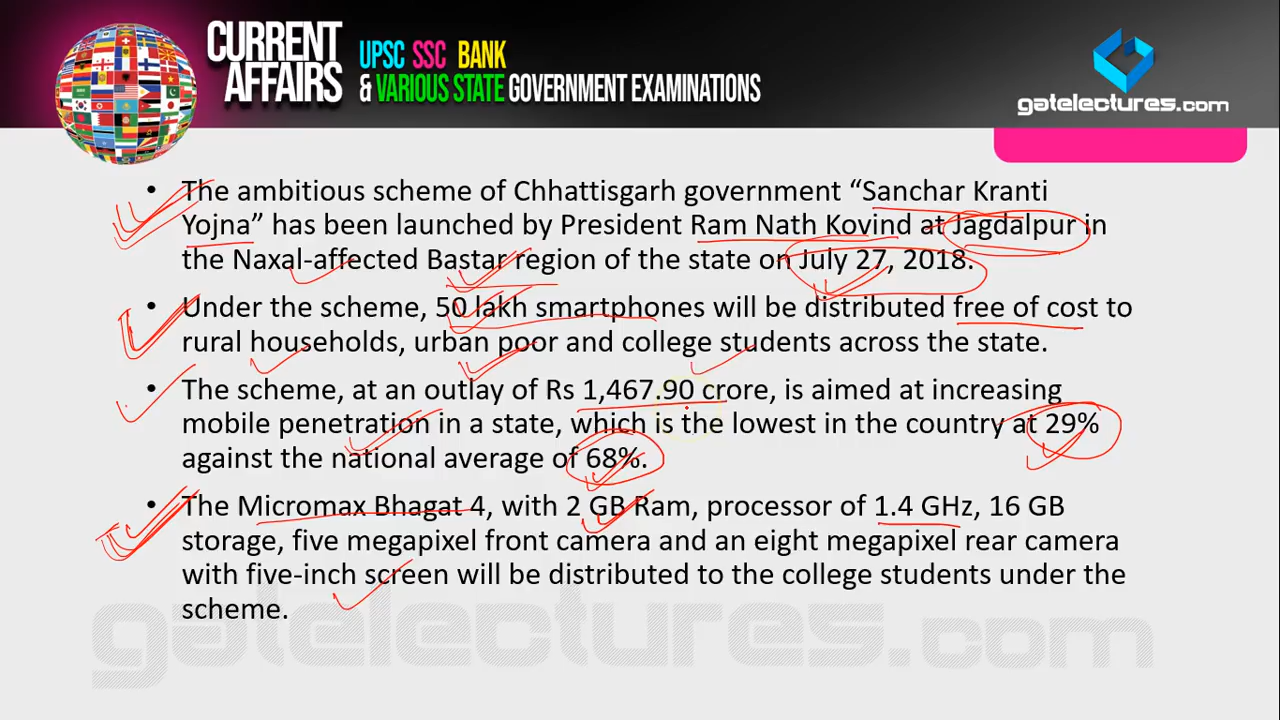 CURRENT
AFFAIRS
UPSC SSC BANK
& VARIOUS STATE GOVERNMENT EXAMINATIONS
gatelectures.com
• The ambitious scheme of Chhattisgarh government “Sanchar Kranti
Yojna” has been launched by President Ram Nath Kovind at Jagdalpur in
the Naxal-affected Bastar region of the state on July 27, 2018.
• Under the scheme, 50 lakh smartphones will be distributed free of cost to
rural households, urban poor and college students across the state.
• The scheme, at an outlay of Rs 1,467.90 crore, is aimed at increasing
mobile penetration in a state, which is the lowest in the country at 29%
against the national average of 68%.
• The Micromax Bhagat 4, with 2 GB Ram, processor of 1.4 GHz, 16 GB
storage, five megapixel front camera and an eight megapixel rear camera
with five-inch screen will be distributed to the college students under the
scheme.
gatelectures.com